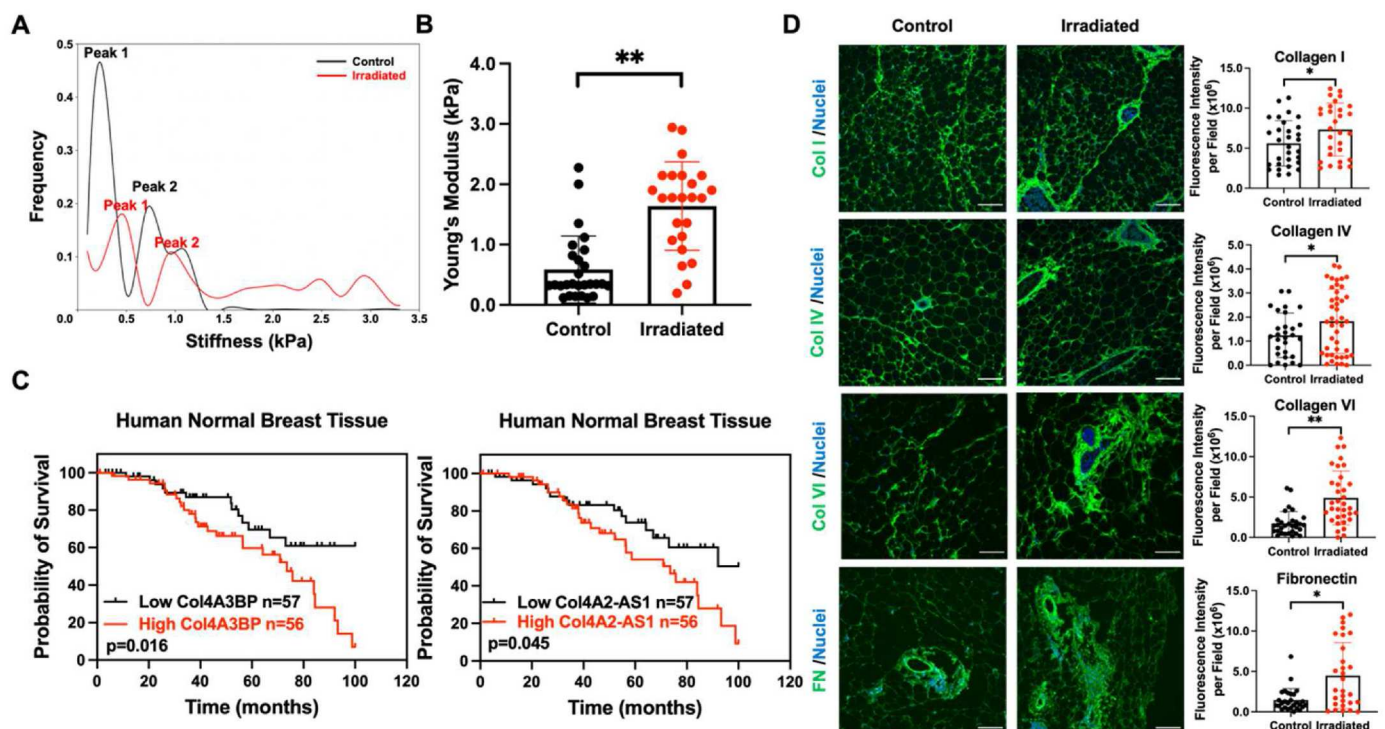 A
Peak 1
Control
Irradiated
Peak 2
Peak 1
Peak 2
Frequency
0.5
0.4
0.3
0.2
0.1
0.0
0.5
1.0
1.5
2.0
2.5
3.0
3.5
Stiffness (kPa)
B
**
Young's Modulus (kPa)
4.0
3.0
2.0
1.0
0.0
Control
Irradiated
C
Human Normal Breast Tissue
Probability of Survival
100
80
60
40
20
0
Low Col4A3BP n=57
High Col4A3BP n=56
p=0.016
0 20 40 60 80 100 120
Time (months)
Human Normal Breast Tissue
Probability of Survival
100
80
60
40
20
0
Low Col4A2-AS1 n=57
High Col4A2-AS1 n=56
p=0.045
0 20 40 60 80 100 120
Time (months)
D
Control
Irradiated
Col I /Nuclei
Collagen I
*
Fluorescence Intensity
per Field (x10⁶)
15.0
10.0
5.0
0.0
Control Irradiated
Col IV /Nuclei
Collagen IV
*
Fluorescence Intensity
per Field (x10⁶)
5.0
4.0
3.0
2.0
1.0
0.0
Control Irradiated
Col VI /Nuclei
Collagen VI
**
Fluorescence Intensity
per Field (x10⁶)
15.0
10.0
5.0
0.0
Control Irradiated
FN /Nuclei
Fibronectin
*
Fluorescence Intensity
per Field (x10⁶)
15.0
10.0
5.0
0.0
Control Irradiated